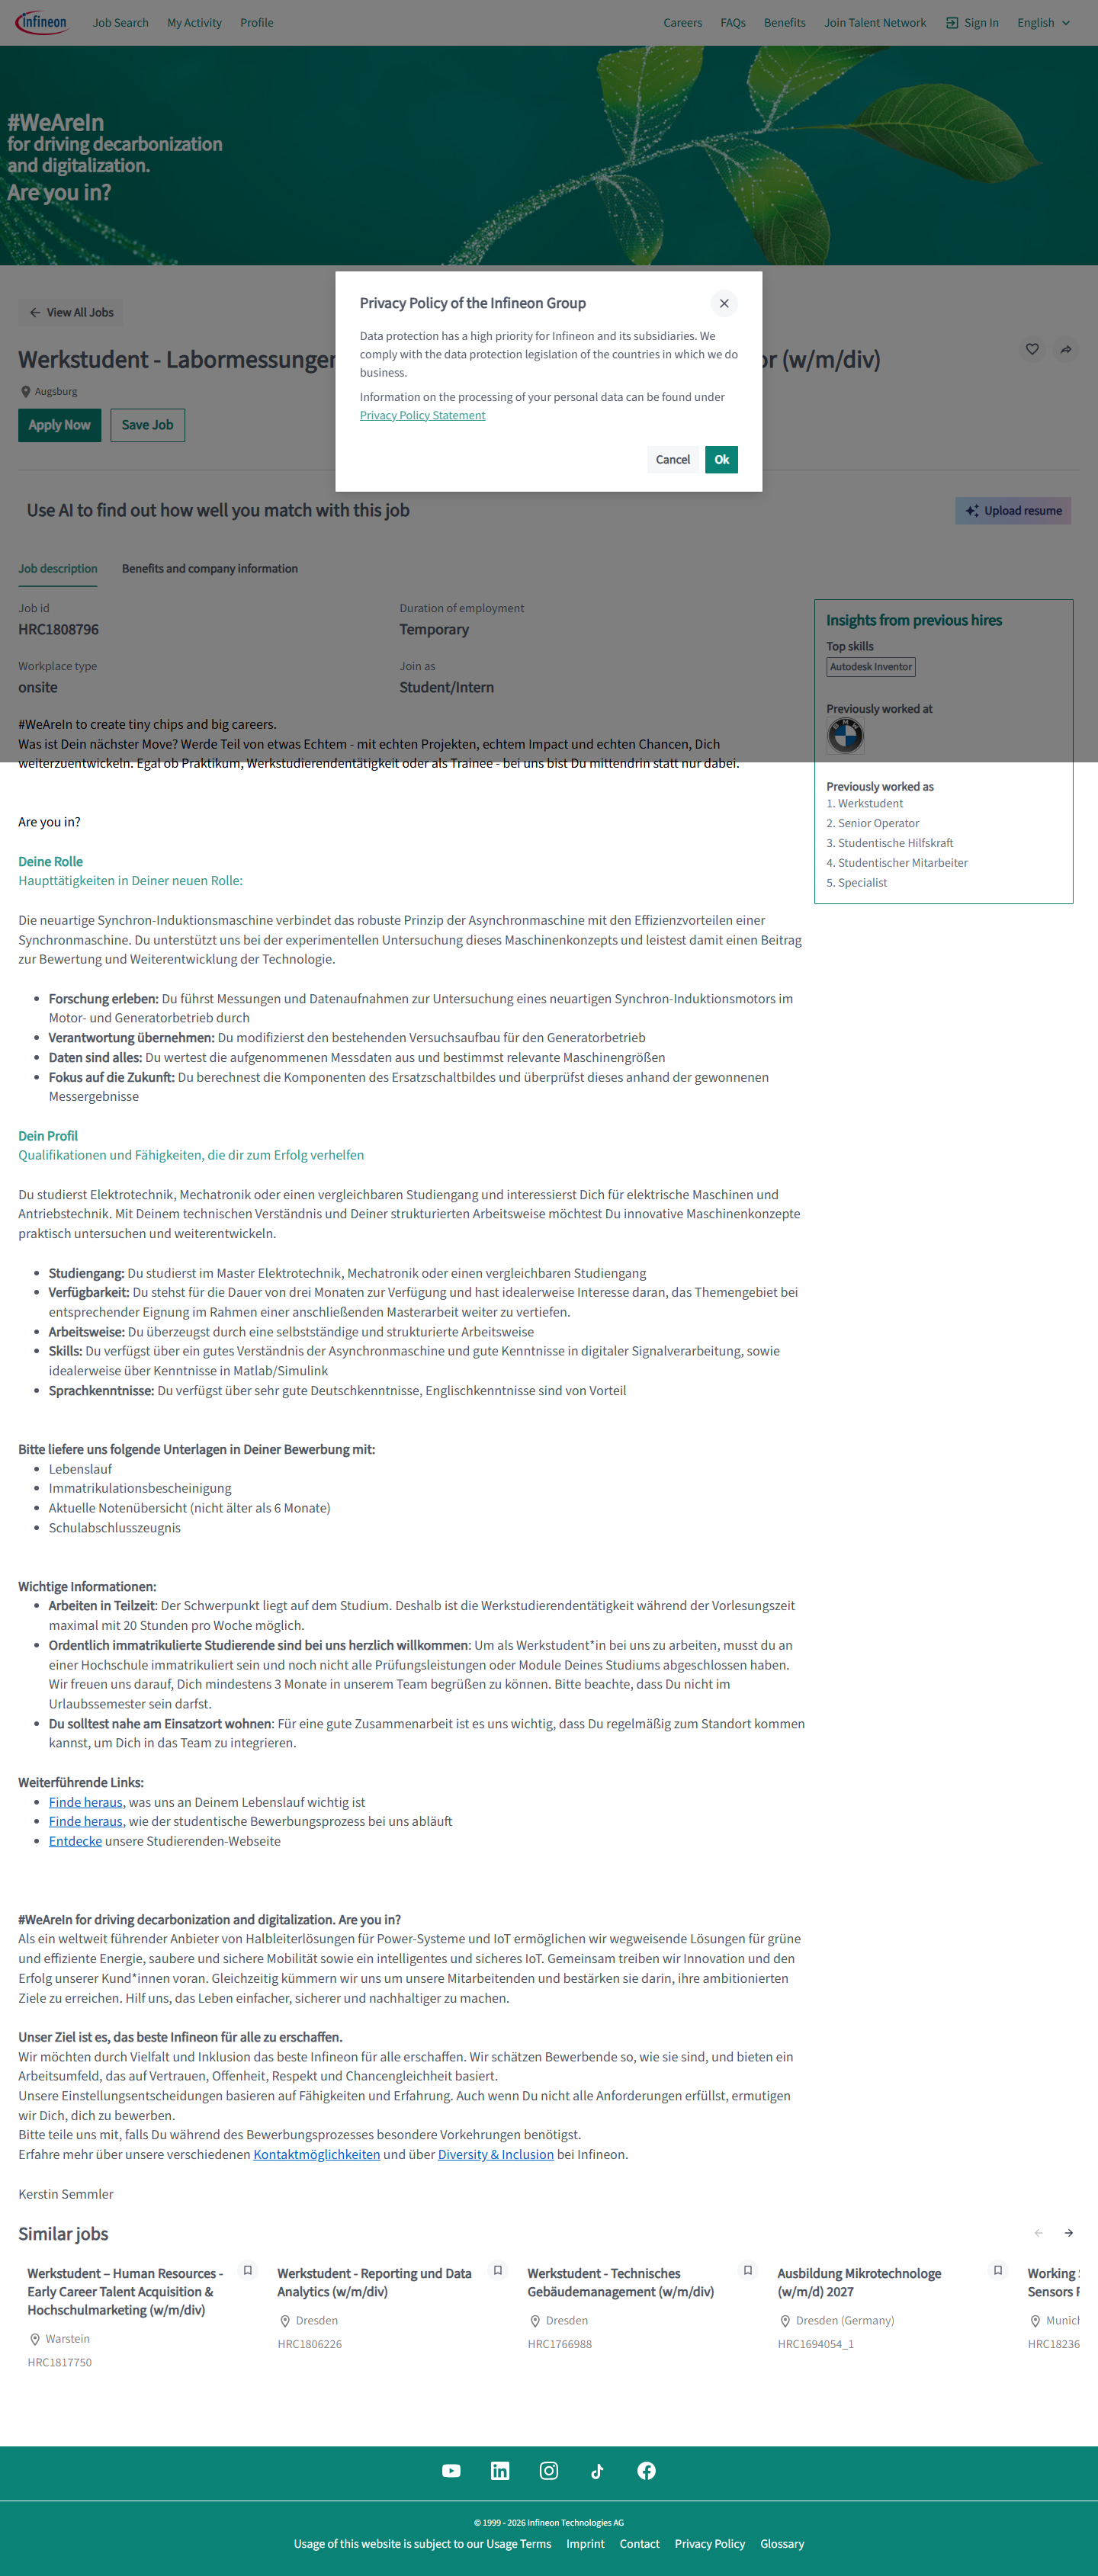 infineon Job Search My Activity Profile Careers FAQs Benefits Join Talent Network Sign In English
#WeAreIn
for driving decarbonization
and digitalization.
Are you in?
View All Jobs
Privacy Policy of the Infineon Group
Data protection has a high priority for Infineon and its subsidiaries. We
comply with the data protection legislation of the countries in which we do
business.
Information on the processing of your personal data can be found under
Privacy Policy Statement
Cancel Ok
Werkstudent - Labormessungen or (w/m/div)
Augsburg
Apply Now Save Job
Use AI to find out how well you match with this job Upload resume
Job description Benefits and company information
Job id Duration of employment
HRC1808796 Temporary
Workplace type Join as
onsite Student/Intern
Insights from previous hires
Top skills
Autodesk Inventor
Previously worked at
BMW
Previously worked as
1. Werkstudent
2. Senior Operator
3. Studentische Hilfskraft
4. Studentischer Mitarbeiter
5. Specialist
#WeAreIn to create tiny chips and big careers.
Was ist Dein nächster Move? Werde Teil von etwas Echtem - mit echten Projekten, echtem Impact und echten Chancen, Dich
weiterzuentwickeln. Egal ob Praktikum, Werkstudierendentätigkeit oder als Trainee - bei uns bist Du mittendrin statt nur dabei.
Are you in?
Deine Rolle
Haupttätigkeiten in Deiner neuen Rolle:
Die neuartige Synchron-Induktionsmaschine verbindet das robuste Prinzip der Asynchronmaschine mit den Effizienzvorteilen einer
Synchronmaschine. Du unterstützt uns bei der experimentellen Untersuchung dieses Maschinenkonzepts und leistest damit einen Beitrag
zur Bewertung und Weiterentwicklung der Technologie.
Forschung erleben: Du führst Messungen und Datenaufnahmen zur Untersuchung eines neuartigen Synchron-Induktionsmotors im
Motor- und Generatorbetrieb durch
Verantwortung übernehmen: Du modifizierst den bestehenden Versuchsaufbau für den Generatorbetrieb
Daten sind alles: Du wertest die aufgenommenen Messdaten aus und bestimmst relevante Maschinengrößen
Fokus auf die Zukunft: Du berechnest die Komponenten des Ersatzschaltbildes und überprüfst dieses anhand der gewonnenen
Messergebnisse
Dein Profil
Qualifikationen und Fähigkeiten, die dir zum Erfolg verhelfen
Du studierst Elektrotechnik, Mechatronik oder einen vergleichbaren Studiengang und interessierst Dich für elektrische Maschinen und
Antriebstechnik. Mit Deinem technischen Verständnis und Deiner strukturierten Arbeitsweise möchtest Du innovative Maschinenkonzepte
praktisch untersuchen und weiterentwickeln.
Studiengang: Du studierst im Master Elektrotechnik, Mechatronik oder einen vergleichbaren Studiengang
Verfügbarkeit: Du stehst für die Dauer von drei Monaten zur Verfügung und hast idealerweise Interesse daran, das Themengebiet bei
entsprechender Eignung im Rahmen einer anschließenden Masterarbeit weiter zu vertiefen.
Arbeitsweise: Du überzeugst durch eine selbstständige und strukturierte Arbeitsweise
Skills: Du verfügst über ein gutes Verständnis der Asynchronmaschine und gute Kenntnisse in digitaler Signalverarbeitung, sowie
idealerweise über Kenntnisse in Matlab/Simulink
Sprachkenntnisse: Du verfügst über sehr gute Deutschkenntnisse, Englischkenntnisse sind von Vorteil
Bitte liefere uns folgende Unterlagen in Deiner Bewerbung mit:
Lebenslauf
Immatrikulationsbescheinigung
Aktuelle Notenübersicht (nicht älter als 6 Monate)
Schulabschlusszeugnis
Wichtige Informationen:
Arbeiten in Teilzeit: Der Schwerpunkt liegt auf dem Studium. Deshalb ist die Werkstudierendentätigkeit während der Vorlesungszeit
maximal mit 20 Stunden pro Woche möglich.
Ordentlich immatrikulierte Studierende sind bei uns herzlich willkommen: Um als Werkstudent*in bei uns zu arbeiten, musst du an
einer Hochschule immatrikuliert sein und noch nicht alle Prüfungsleistungen oder Module Deines Studiums abgeschlossen haben.
Wir freuen uns darauf, Dich mindestens 3 Monate in unserem Team begrüßen zu können. Bitte beachte, dass Du nicht im
Urlaubssemester sein darfst.
Du solltest nahe am Einsatzort wohnen: Für eine gute Zusammenarbeit ist es uns wichtig, dass Du regelmäßig zum Standort kommen
kannst, um Dich in das Team zu integrieren.
Weiterführende Links:
Finde heraus, was uns an Deinem Lebenslauf wichtig ist
Finde heraus, wie der studentische Bewerbungsprozess bei uns abläuft
Entdecke unsere Studierenden-Webseite
#WeAreIn for driving decarbonization and digitalization. Are you in?
Als ein weltweit führender Anbieter von Halbleiterlösungen für Power-Systeme und IoT ermöglichen wir wegweisende Lösungen für grüne
und effiziente Energie, saubere und sichere Mobilität sowie ein intelligentes und sicheres IoT. Gemeinsam treiben wir Innovation und den
Erfolg unserer Kund*innen voran. Gleichzeitig kümmern wir uns um unsere Mitarbeitenden und bestärken sie darin, ihre ambitionierten
Ziele zu erreichen. Hilf uns, das Leben einfacher, sicherer und nachhaltiger zu machen.
Unser Ziel ist es, das beste Infineon für alle zu erschaffen.
Wir möchten durch Vielfalt und Inklusion das beste Infineon für alle erschaffen. Wir schätzen Bewerbende so, wie sie sind, und bieten ein
Arbeitsumfeld, das auf Vertrauen, Offenheit, Respekt und Chancengleichheit basiert.
Unsere Einstellungsentscheidungen basieren auf Fähigkeiten und Erfahrung. Auch wenn Du nicht alle Anforderungen erfüllst, ermutigen
wir Dich, dich zu bewerben.
Bitte teile uns mit, falls Du während des Bewerbungsprozesses besondere Vorkehrungen benötigst.
Erfahre mehr über unsere verschiedenen Kontaktmöglichkeiten und über Diversity & Inclusion bei Infineon.
Kerstin Semmler
Similar jobs
Werkstudent – Human Resources -
Early Career Talent Acquisition &
Hochschulmarketing (w/m/div)
Warstein
HRC1817750
Werkstudent - Reporting und Data
Analytics (w/m/div)
Dresden
HRC1806226
Werkstudent - Technisches
Gebäudemanagement (w/m/div)
Dresden
HRC1766988
Ausbildung Mikrotechnologe
(w/m/d) 2027
Dresden (Germany)
HRC1694054_1
Working
Sensors
Munich
HRC18236
© 1999 - 2026 Infineon Technologies AG
Usage of this website is subject to our Usage Terms Imprint Contact Privacy Policy Glossary